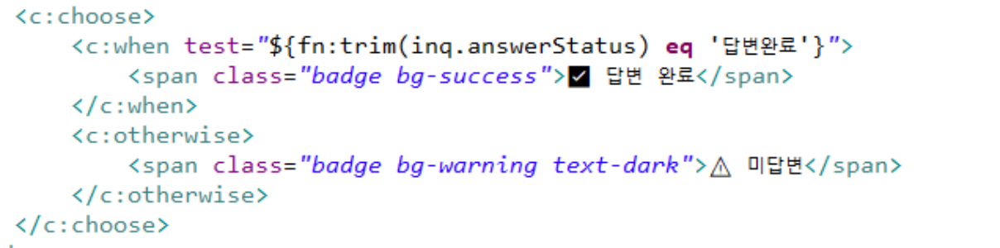 <c:choose>
    <c:when test="${fn:trim(inq.answerStatus) eq '답변완료'}">
        <span class="badge bg-success">✅ 답변 완료</span>
    </c:when>
    <c:otherwise>
        <span class="badge bg-warning text-dark">⚠ 미답변</span>
    </c:otherwise>
</c:choose>